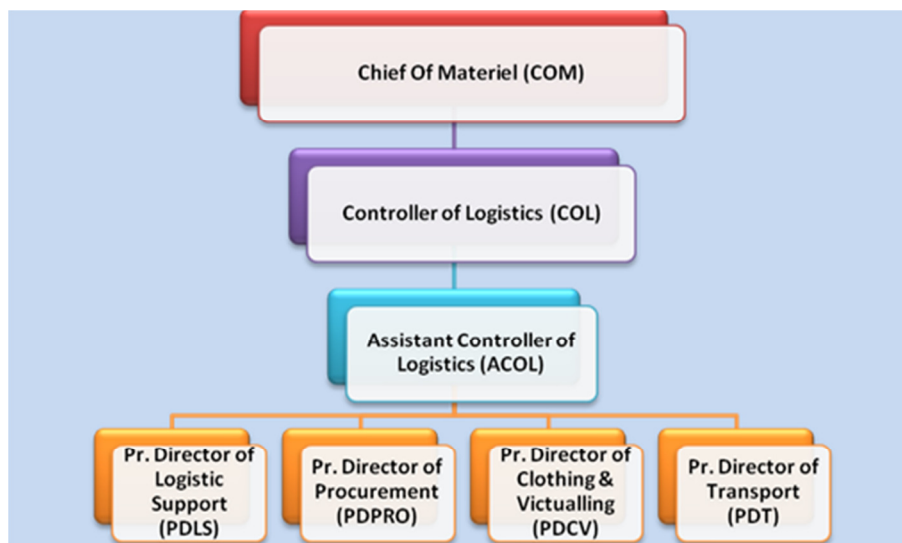 Chief Of Materiel (COM)
Controller of Logistics (COL)
Assistant Controller of
Logistics (ACOL)
Pr. Director of
Logistic
Support
(PDLS)
Pr. Director of
Procurement
(PDPRO)
Pr. Director of
Clothing &
Victualling
(PDCV)
Pr. Director of
Transport
(PDT)